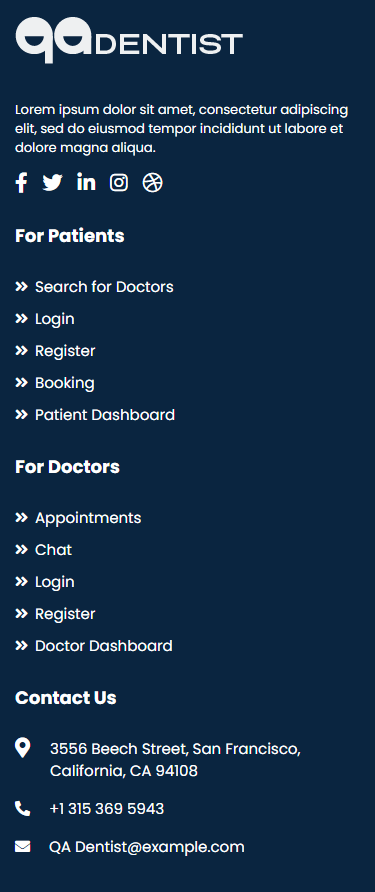 qaDENTIST
Lorem ipsum dolor sit amet, consectetur adipiscing
elit, sed do eiusmod tempor incididunt ut labore et
dolore magna aliqua.
For Patients
Search for Doctors
Login
Register
Booking
Patient Dashboard
For Doctors
Appointments
Chat
Login
Register
Doctor Dashboard
Contact Us
3556 Beech Street, San Francisco,
California, CA 94108
+1 315 369 5943
QA Dentist@example.com